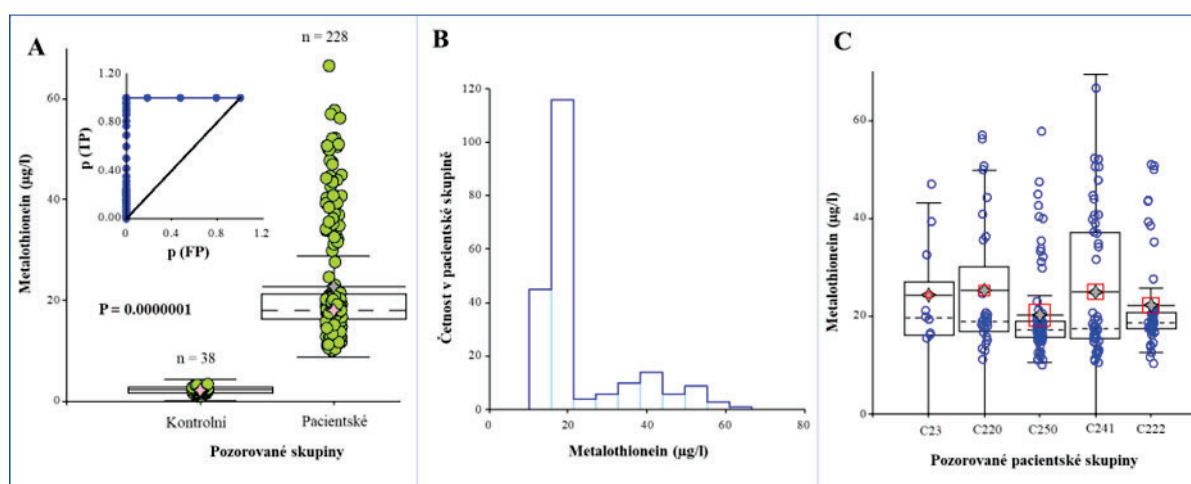 A
n = 228
Metalothionein (µg/l)
60
40
20
0
1.20
0.80
0.40
0.00
p (TP)
0 0.4 0.8 1.2
p (FP)
P = 0.0000001
n = 38
Kontrolní Pacientské
Pozorované skupiny
B
Četnost v pacientské skupině
120
100
80
60
40
20
0
0 20 40 60 80
Metalothionein (µg/l)
C
Metalothionein (µg/l)
60
40
20
0
C23 C220 C250 C241 C222
Pozorované pacientské skupiny